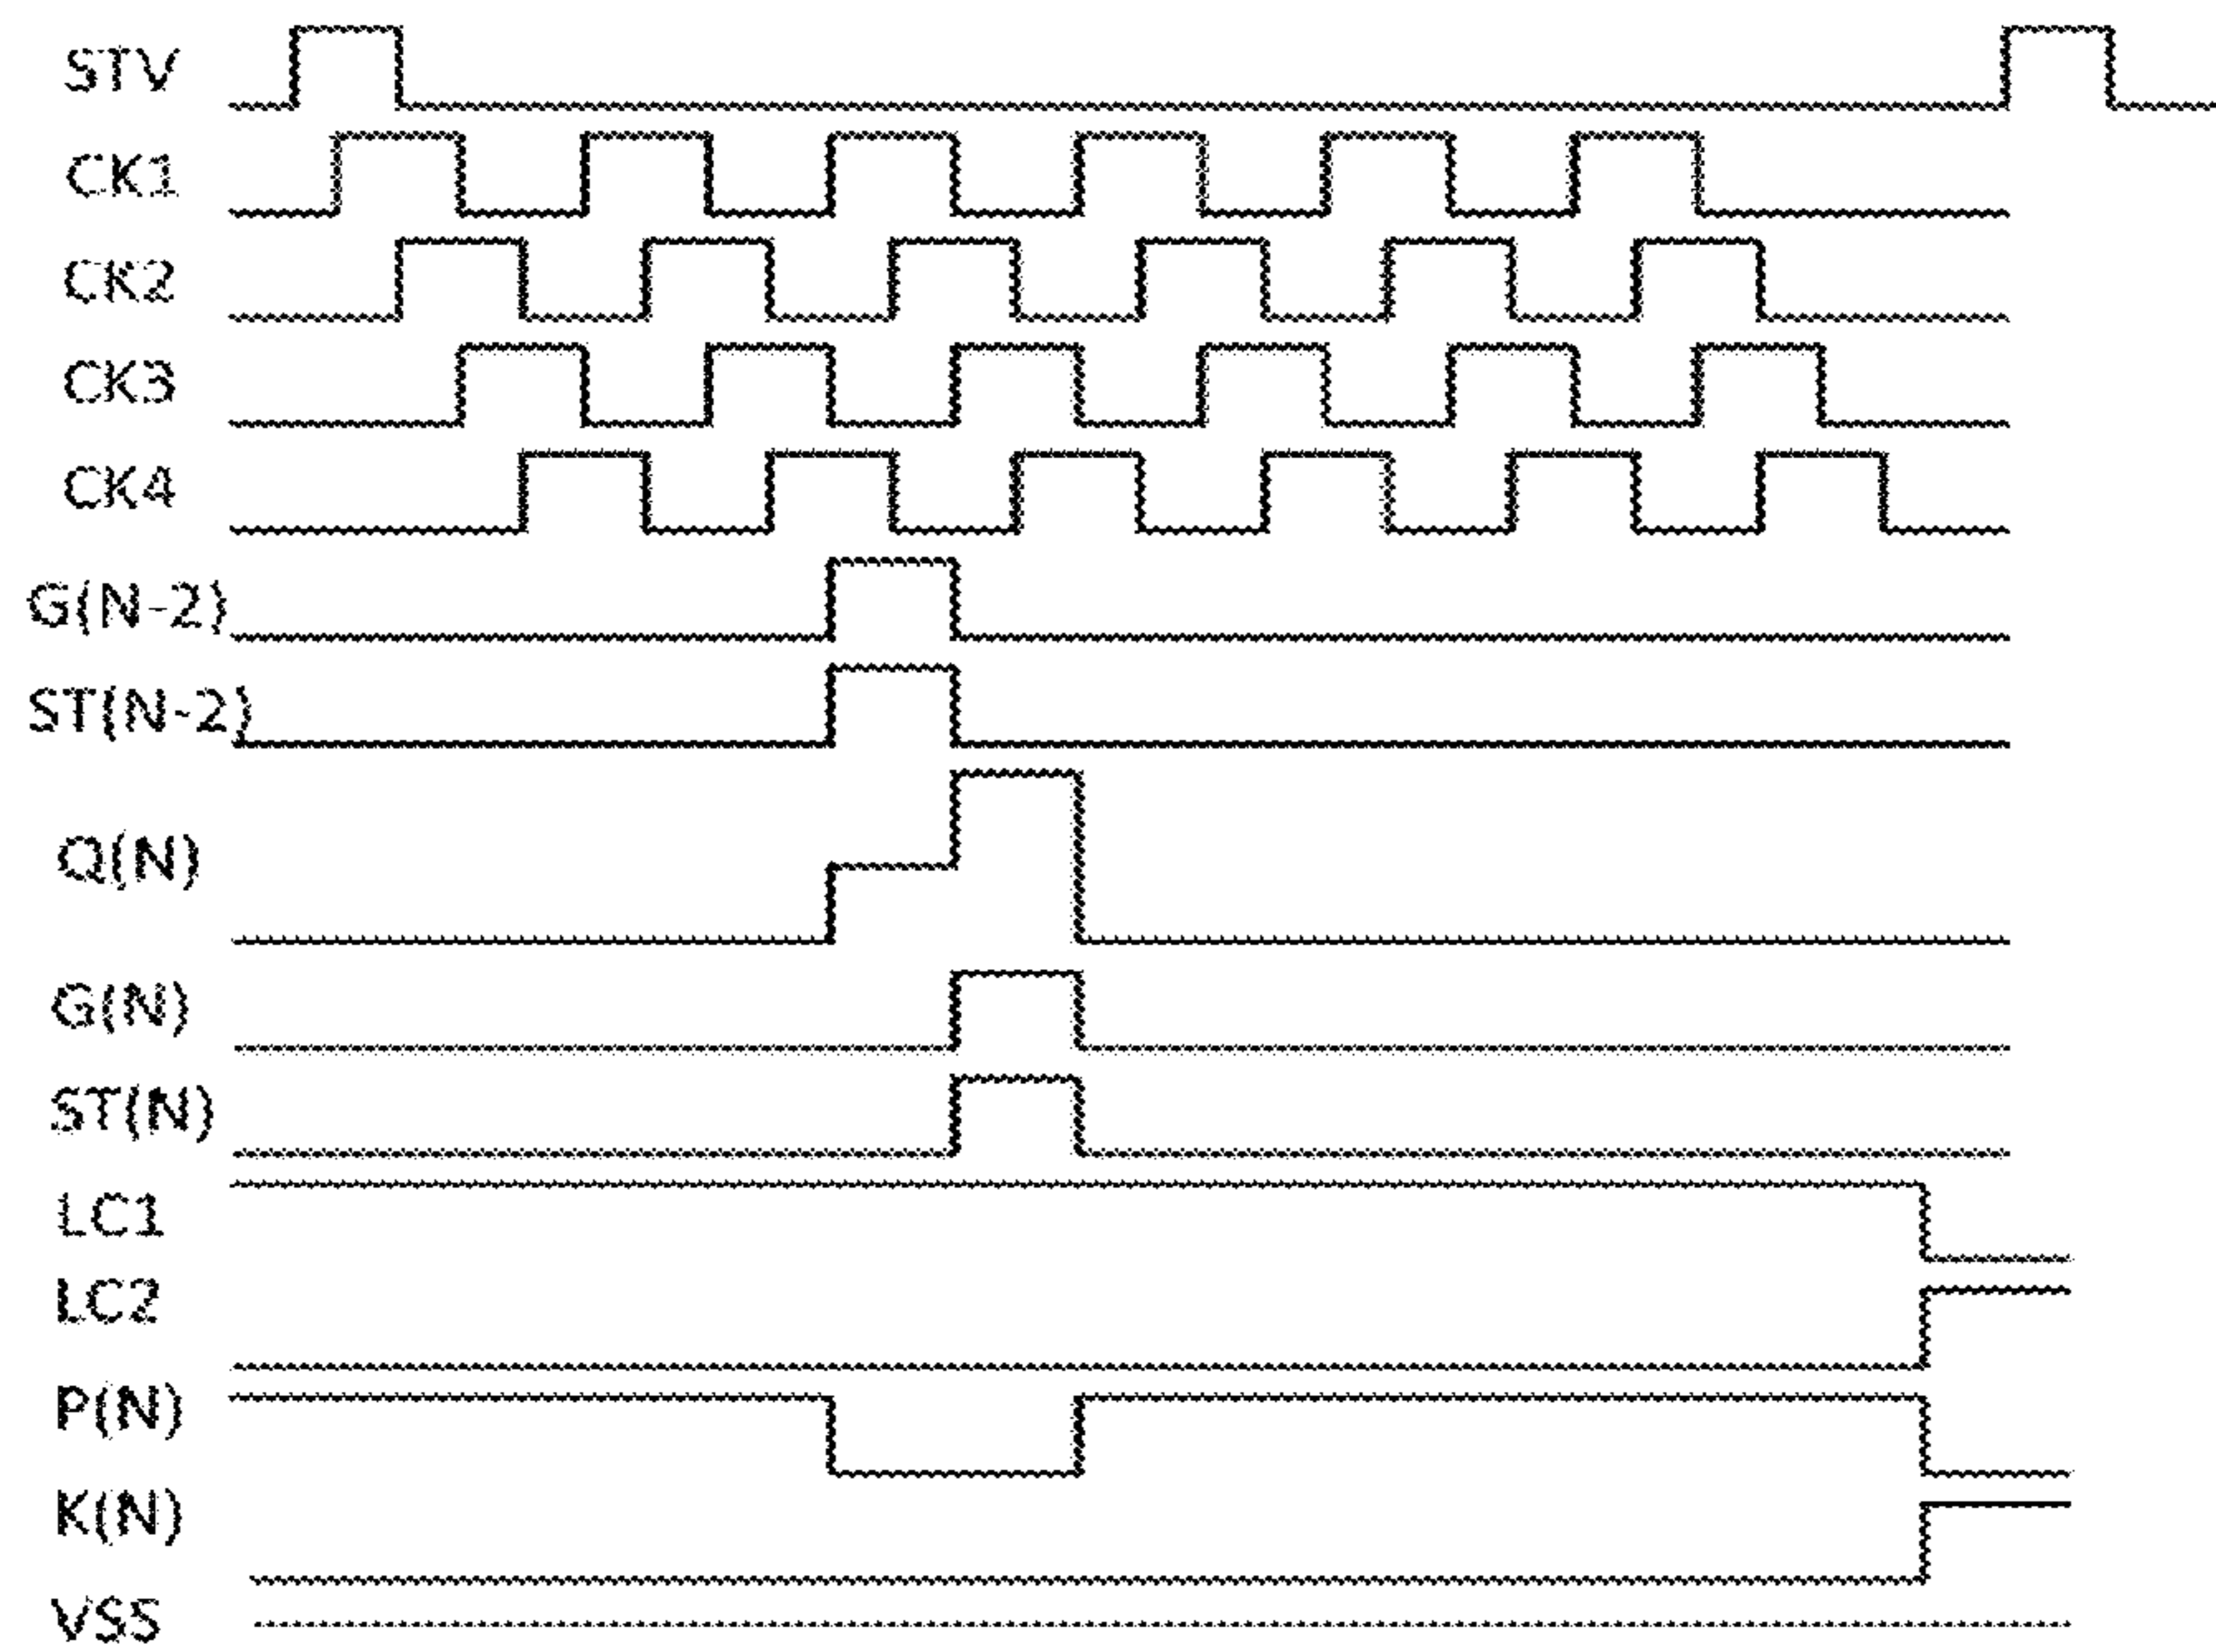 STV
CK1
CK2
CK3
CK4
G(N-2)
ST(N-2)
Q(N)
G(N)
ST(N)
LC1
LC2
P(N)
K(N)
VSS